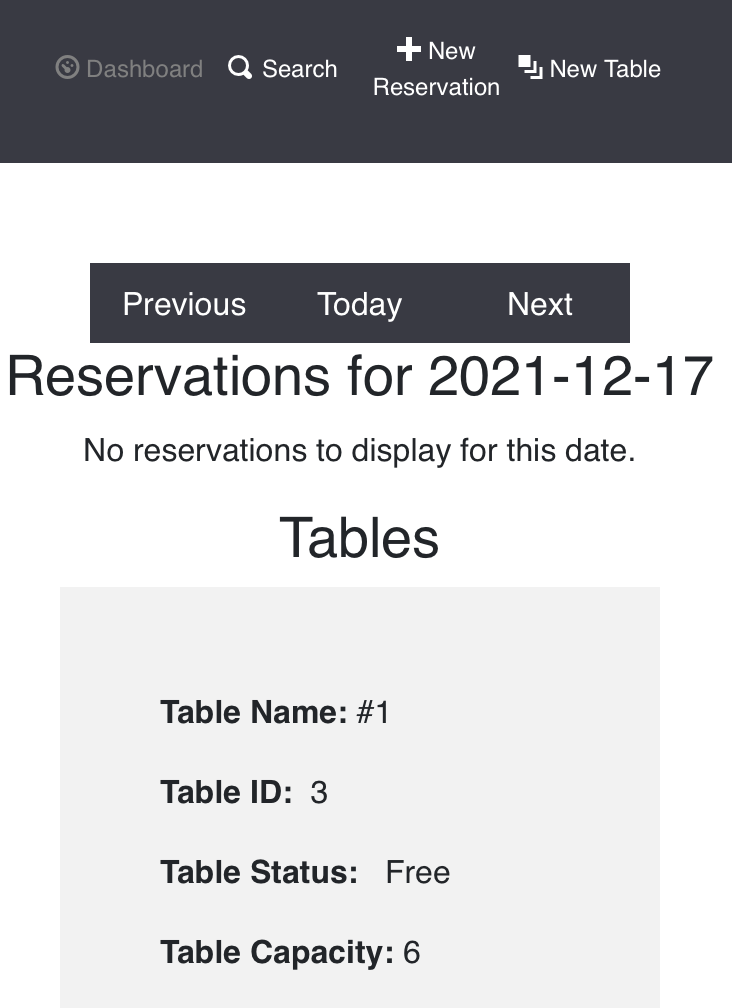 Dashboard Search New Reservation New Table
Previous Today Next
Reservations for 2021-12-17
No reservations to display for this date.
Tables
Table Name: #1
Table ID: 3
Table Status: Free
Table Capacity: 6